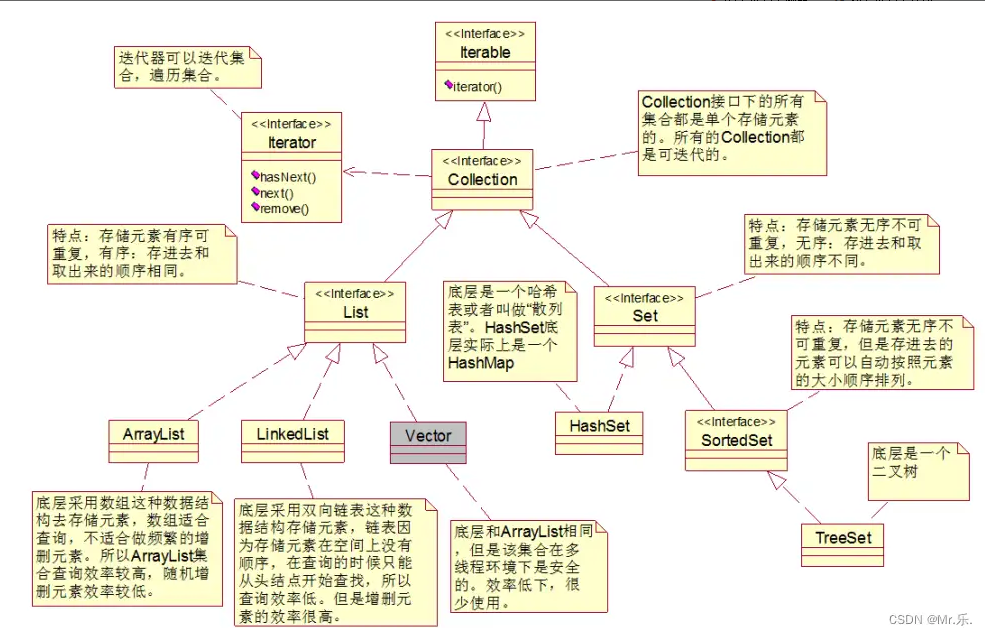 <<Interface>>
Iterable
iterator()
迭代器可以迭代集
合，遍历集合。
<<Interface>>
Iterator
hasNext()
next()
remove()
Collection接口下的所有
集合都是单个存储元素
的。所有的Collection都
是可迭代的。
<<Interface>>
Collection
特点：存储元素有序可
重复，有序：存进去和
取出来的顺序相同。
特点：存储元素无序不可
重复，无序：存进去和取
出来的顺序不同。
<<Interface>>
List
底层是一个哈希
表或者叫做“散列
表”。HashSet底
层实际上是一个
HashMap
<<Interface>>
Set
特点：存储元素无序不
可重复，但是存进去的
元素可以自动按照元素
的大小顺序排列。
ArrayList
LinkedList
Vector
HashSet
<<Interface>>
SortedSet
底层是一个
二叉树
底层采用数组这种数据结
构去存储元素，数组适合
查询，不适合做频繁的增
删元素。所以ArrayList集
合查询效率较高，随机增
删元素效率较低。
底层采用双向链表这种数
据结构存储元素，链表因
为存储元素在空间上没有
顺序，在查询的时候只能
从头结点开始查找，所以
查询效率低。但是增删元
素的效率很高。
底层和ArrayList相同
，但是该集合在多
线程环境下是安全
的。效率低下，很
少使用。
TreeSet
CSDN @Mr.乐.